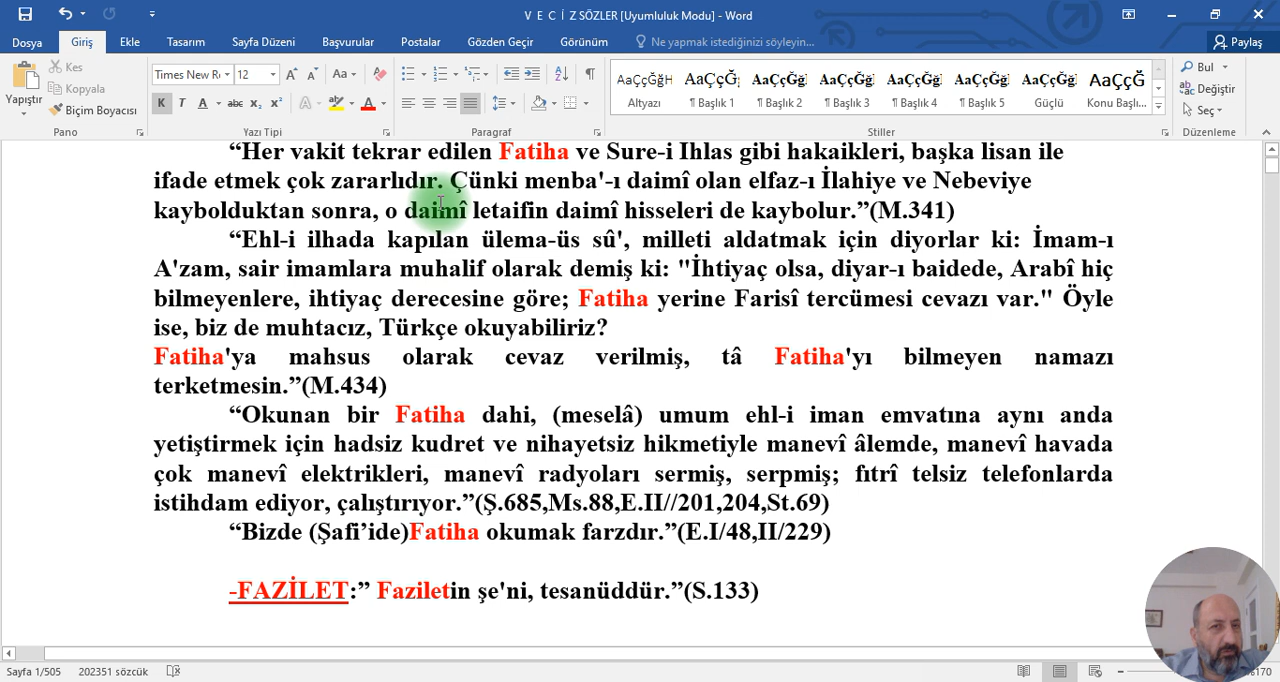 V E C İ Z SÖZLER [Uyumluluk Modu] - Word
Dosya Giriş Ekle Tasarım Sayfa Düzeni Başvurular Postalar Gözden Geçir Görünüm Ne yapmak istediğinizi söyleyin... Paylaş
Yapıştır
Kes
Kopyala
Biçim Boyacısı
Times New Ro 12
Aa
K T A abc x₂ x² A A
AaÇçĞğH AaÇçĞğ AaÇçĞğ AaÇçĞğ AaÇçĞğ AaÇçĞğ AaÇçĞğ AaÇçĞ
Altyazı ¶ Başlık 1 ¶ Başlık 2 ¶ Başlık 3 ¶ Başlık 4 ¶ Başlık 5 Güçlü Konu Başlı...
Bul
Değiştir
Seç
Pano Yazı Tipi Paragraf Stiller Düzenleme
“Her vakit tekrar edilen Fatiha ve Sure-i Ihlas gibi hakaikleri, başka lisan ile
ifade etmek çok zararlıdır. Çünki menba'-ı daimî olan elfaz-ı İlahiye ve Nebeviye
kaybolduktan sonra, o daimî letaifin daimî hisseleri de kaybolur.”(M.341)
“Ehl-i ilhada kapılan ülema-üs sû', milleti aldatmak için diyorlar ki: İmam-ı
A'zam, sair imamlara muhalif olarak demiş ki: "İhtiyaç olsa, diyar-ı baidede, Arabî hiç
bilmeyenlere, ihtiyaç derecesine göre; Fatiha yerine Farisî tercümesi cevazı var." Öyle
ise, biz de muhtacız, Türkçe okuyabiliriz?
Fatiha'ya mahsus olarak cevaz verilmiş, tâ Fatiha'yı bilmeyen namazı
terketmesin.”(M.434)
“Okunan bir Fatiha dahi, (meselâ) umum ehl-i iman emvatına aynı anda
yetiştirmek için hadsiz kudret ve nihayetsiz hikmetiyle manevî âlemde, manevî havada
çok manevî elektrikleri, manevî radyoları sermiş, serpmiş; fıtrî telsiz telefonlarda
istihdam ediyor, çalıştırıyor.”(Ş.685,Ms.88,E.II//201,204,St.69)
“Bizde (Şafi’ide)Fatiha okumak farzdır.”(E.I/48,II/229)
-FAZİLET:” Faziletin şe'ni, tesanüddür.”(S.133)
Sayfa 1/505 202351 sözcük